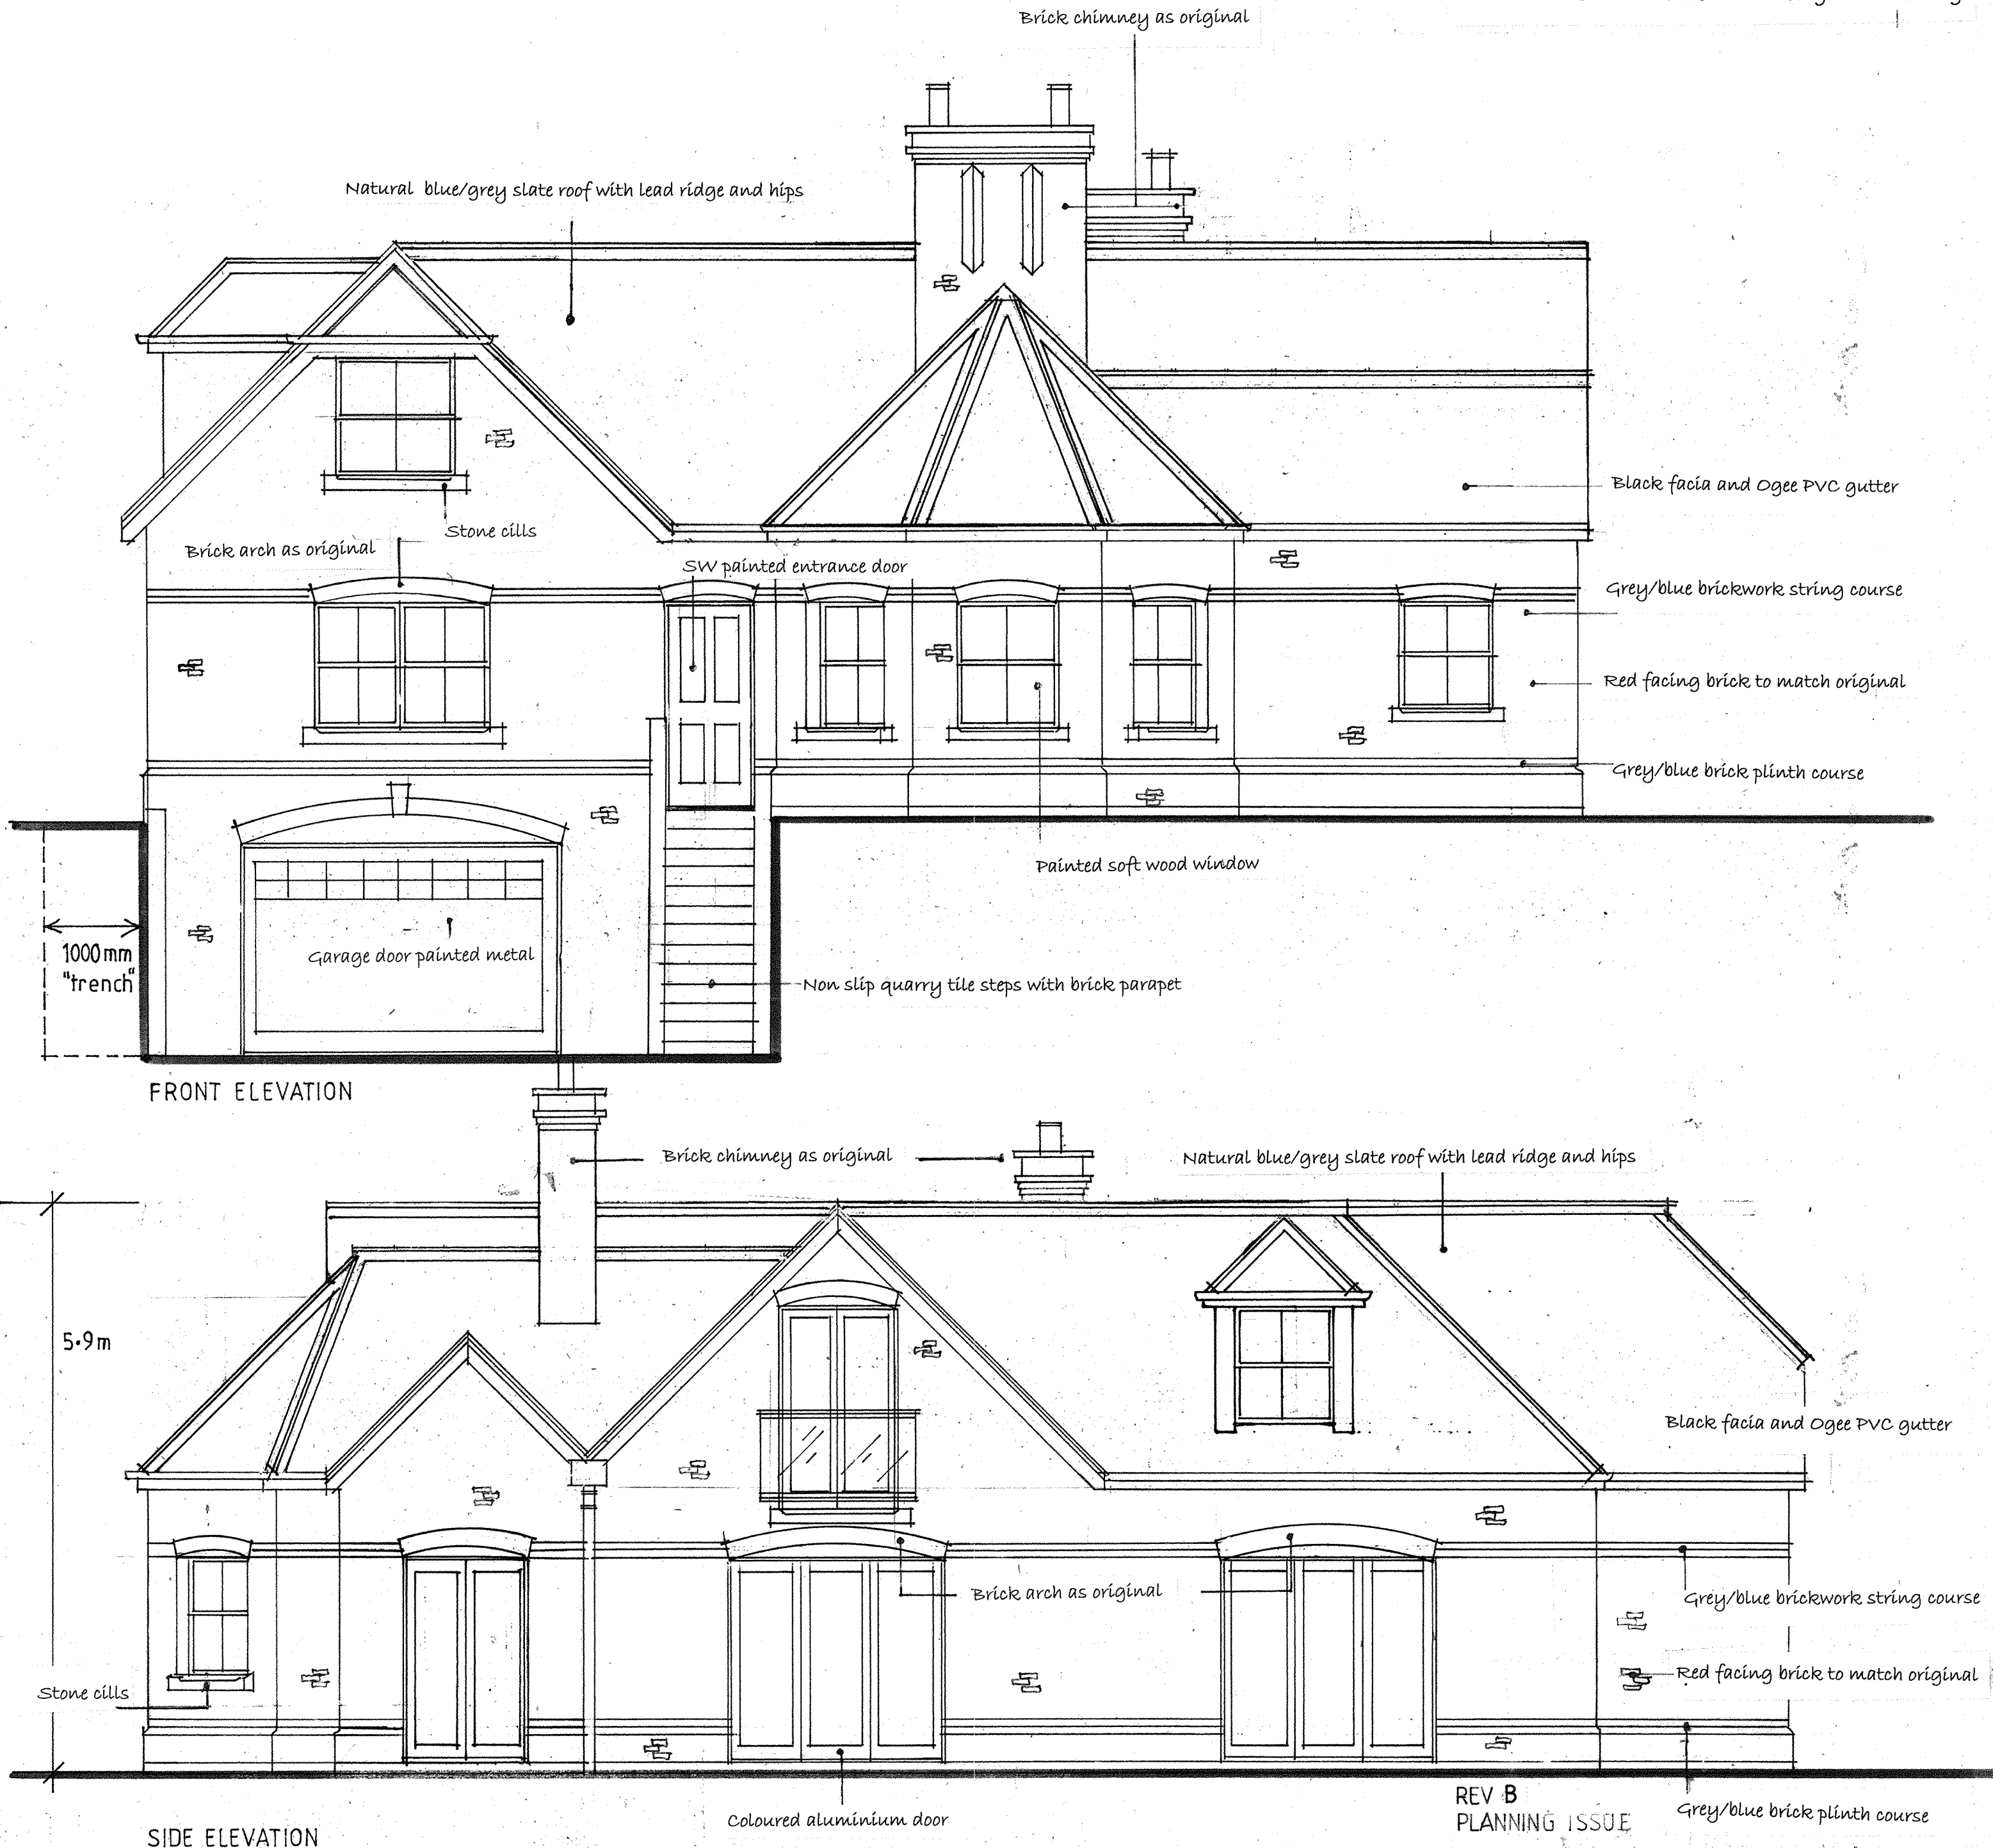 Brick chimney as original
Natural blue/grey slate roof with lead ridge and hips
Black facia and Ogee PVC gutter
Stone cills
Brick arch as original
SW painted entrance door
Grey/blue brickwork string course
Red facing brick to match original
Grey/blue brick plinth course
Painted soft wood window
1000mm
"trench"
Garage door painted metal
Non slip quarry tile steps with brick parapet
FRONT ELEVATION
Brick chimney as original
Natural blue/grey slate roof with lead ridge and hips
5.9m
Black facia and Ogee PVC gutter
Brick arch as original
Grey/blue brickwork string course
Red facing brick to match original
Stone cills
Coloured aluminium door
REV B
PLANNING ISSUE
Grey/blue brick plinth course
SIDE ELEVATION